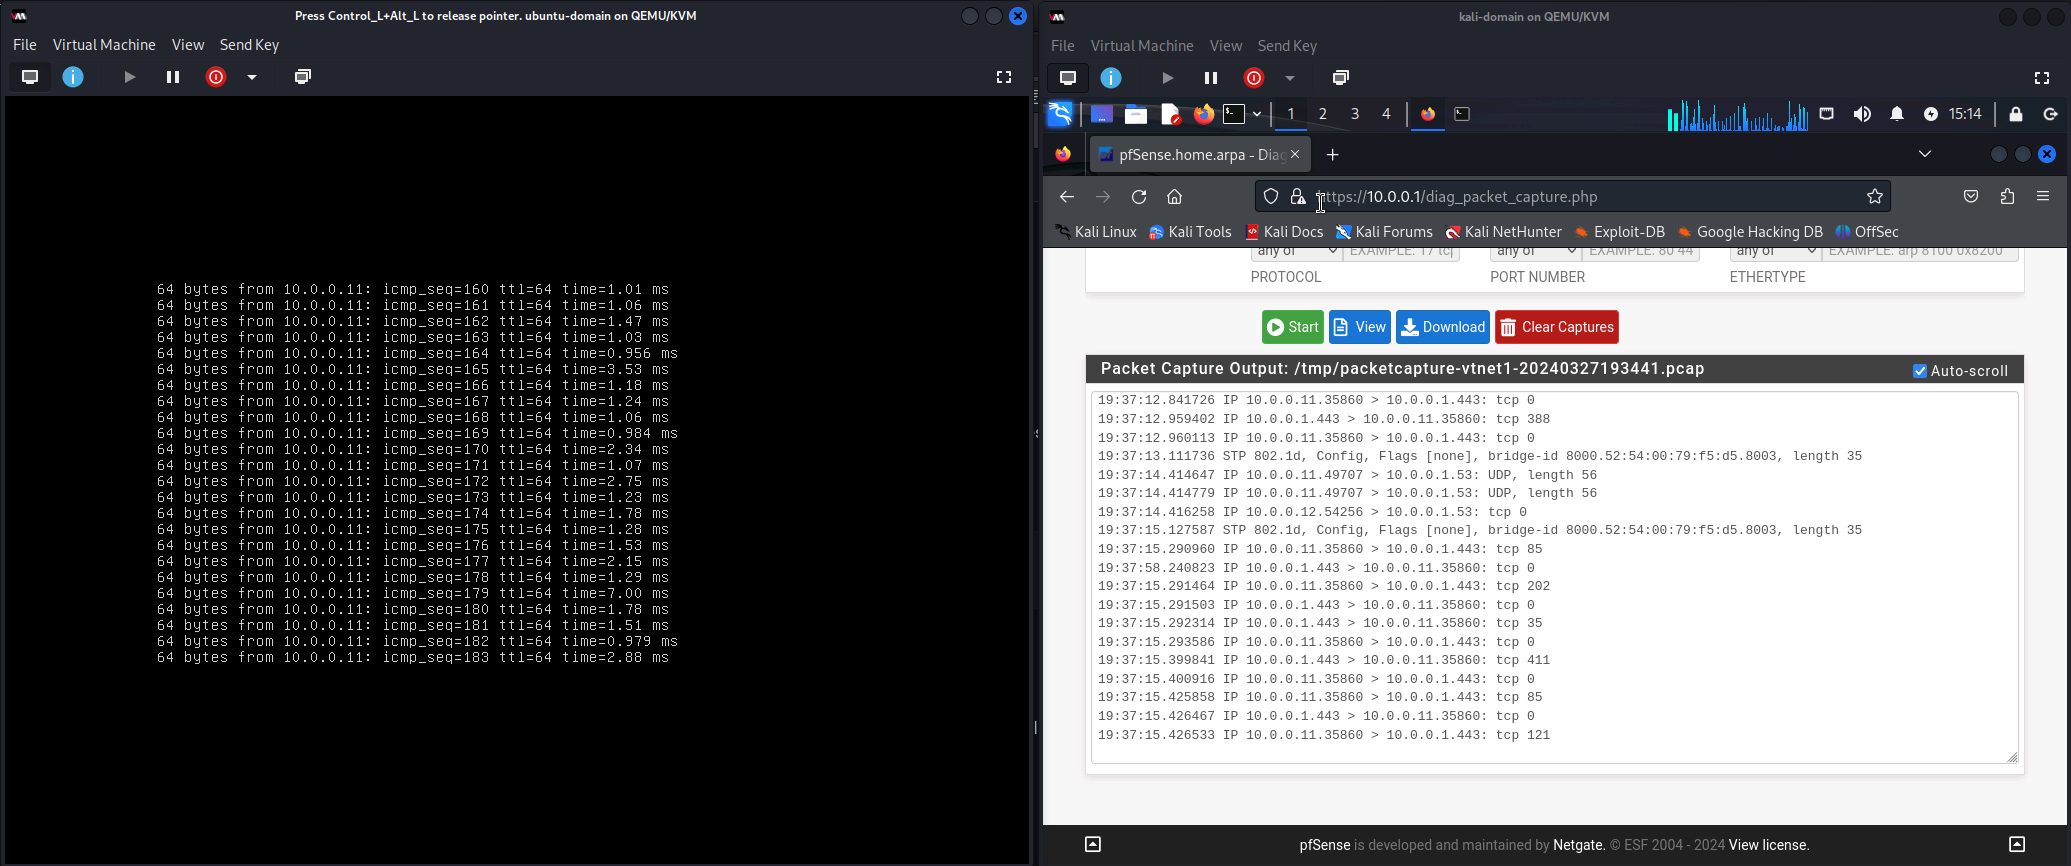 Press Control_L+Alt_L to release pointer. ubuntu-domain on QEMU/KVM
File Virtual Machine View Send Key
64 bytes from 10.0.0.11: icmp_seq=160 ttl=64 time=1.01 ms
64 bytes from 10.0.0.11: icmp_seq=161 ttl=64 time=1.06 ms
64 bytes from 10.0.0.11: icmp_seq=162 ttl=64 time=1.47 ms
64 bytes from 10.0.0.11: icmp_seq=163 ttl=64 time=1.03 ms
64 bytes from 10.0.0.11: icmp_seq=164 ttl=64 time=0.956 ms
64 bytes from 10.0.0.11: icmp_seq=165 ttl=64 time=3.53 ms
64 bytes from 10.0.0.11: icmp_seq=166 ttl=64 time=1.18 ms
64 bytes from 10.0.0.11: icmp_seq=167 ttl=64 time=1.24 ms
64 bytes from 10.0.0.11: icmp_seq=168 ttl=64 time=1.06 ms
64 bytes from 10.0.0.11: icmp_seq=169 ttl=64 time=0.984 ms
64 bytes from 10.0.0.11: icmp_seq=170 ttl=64 time=2.34 ms
64 bytes from 10.0.0.11: icmp_seq=171 ttl=64 time=1.07 ms
64 bytes from 10.0.0.11: icmp_seq=172 ttl=64 time=2.75 ms
64 bytes from 10.0.0.11: icmp_seq=173 ttl=64 time=1.23 ms
64 bytes from 10.0.0.11: icmp_seq=174 ttl=64 time=1.78 ms
64 bytes from 10.0.0.11: icmp_seq=175 ttl=64 time=1.28 ms
64 bytes from 10.0.0.11: icmp_seq=176 ttl=64 time=1.53 ms
64 bytes from 10.0.0.11: icmp_seq=177 ttl=64 time=2.15 ms
64 bytes from 10.0.0.11: icmp_seq=178 ttl=64 time=1.29 ms
64 bytes from 10.0.0.11: icmp_seq=179 ttl=64 time=7.00 ms
64 bytes from 10.0.0.11: icmp_seq=180 ttl=64 time=1.78 ms
64 bytes from 10.0.0.11: icmp_seq=181 ttl=64 time=1.51 ms
64 bytes from 10.0.0.11: icmp_seq=182 ttl=64 time=0.979 ms
64 bytes from 10.0.0.11: icmp_seq=183 ttl=64 time=2.88 ms
kali-domain on QEMU/KVM
File Virtual Machine View Send Key
1 2 3 4 15:14
pfSense.home.arpa - Diag
https://10.0.0.1/diag_packet_capture.php
Kali Linux Kali Tools Kali Docs Kali Forums Kali NetHunter Exploit-DB Google Hacking DB OffSec
any of EXAMPLE: 17 tcp any of EXAMPLE: 80 44 any of EXAMPLE: arp 8100 0x8200
PROTOCOL PORT NUMBER ETHERTYPE
Start View Download Clear Captures
Packet Capture Output: /tmp/packetcapture-vtnet1-20240327193441.pcap Auto-scroll
19:37:12.841726 IP 10.0.0.11.35860 > 10.0.0.1.443: tcp 0
19:37:12.959402 IP 10.0.0.1.443 > 10.0.0.11.35860: tcp 388
19:37:12.960113 IP 10.0.0.11.35860 > 10.0.0.1.443: tcp 0
19:37:13.111736 STP 802.1d, Config, Flags [none], bridge-id 8000.52:54:00:79:f5:d5.8003, length 35
19:37:14.414647 IP 10.0.0.11.49707 > 10.0.0.1.53: UDP, length 56
19:37:14.414779 IP 10.0.0.11.49707 > 10.0.0.1.53: UDP, length 56
19:37:14.416258 IP 10.0.0.12.54256 > 10.0.0.1.53: tcp 0
19:37:15.127587 STP 802.1d, Config, Flags [none], bridge-id 8000.52:54:00:79:f5:d5.8003, length 35
19:37:15.290960 IP 10.0.0.11.35860 > 10.0.0.1.443: tcp 85
19:37:58.240823 IP 10.0.0.1.443 > 10.0.0.11.35860: tcp 0
19:37:15.291464 IP 10.0.0.11.35860 > 10.0.0.1.443: tcp 202
19:37:15.291503 IP 10.0.0.1.443 > 10.0.0.11.35860: tcp 0
19:37:15.292314 IP 10.0.0.1.443 > 10.0.0.11.35860: tcp 35
19:37:15.293586 IP 10.0.0.11.35860 > 10.0.0.1.443: tcp 0
19:37:15.399841 IP 10.0.0.1.443 > 10.0.0.11.35860: tcp 411
19:37:15.400916 IP 10.0.0.11.35860 > 10.0.0.1.443: tcp 0
19:37:15.425858 IP 10.0.0.11.35860 > 10.0.0.1.443: tcp 85
19:37:15.426467 IP 10.0.0.1.443 > 10.0.0.11.35860: tcp 0
19:37:15.426533 IP 10.0.0.11.35860 > 10.0.0.1.443: tcp 121
pfSense is developed and maintained by Netgate. © ESF 2004 - 2024 View license.